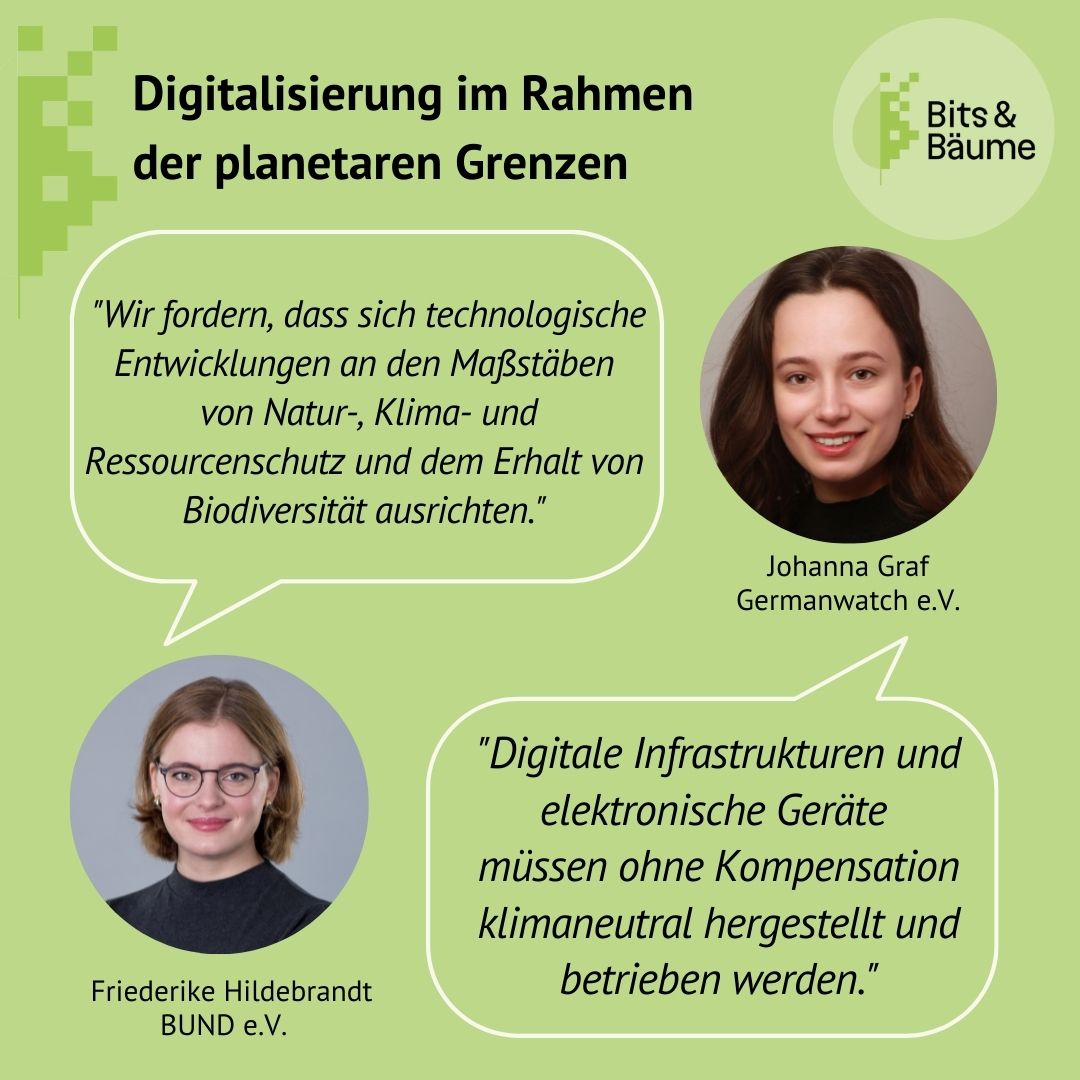 Digitalisierung im Rahmen
der planetaren Grenzen
Bits &
Bäume
"Wir fordern, dass sich technologische
Entwicklungen an den Maßstäben
von Natur-, Klima- und
Ressourcenschutz und dem Erhalt von
Biodiversität ausrichten."
Johanna Graf
Germanwatch e.V.
Friederike Hildebrandt
BUND e.V.
"Digitale Infrastrukturen und
elektronische Geräte
müssen ohne Kompensation
klimaneutral hergestellt und
betrieben werden."